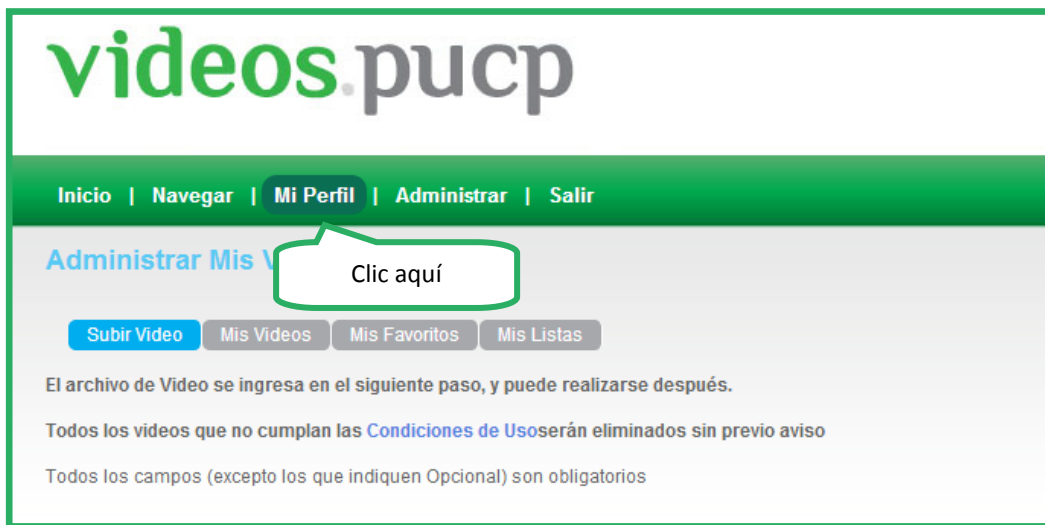 videos.pucp
Inicio | Navegar | Mi Perfil | Administrar | Salir
Administrar Mis V
Clic aquí
Subir Video Mis Videos Mis Favoritos Mis Listas
El archivo de Video se ingresa en el siguiente paso, y puede realizarse después.
Todos los videos que no cumplan las Condiciones de Usoserán eliminados sin previo aviso
Todos los campos (excepto los que indiquen Opcional) son obligatorios